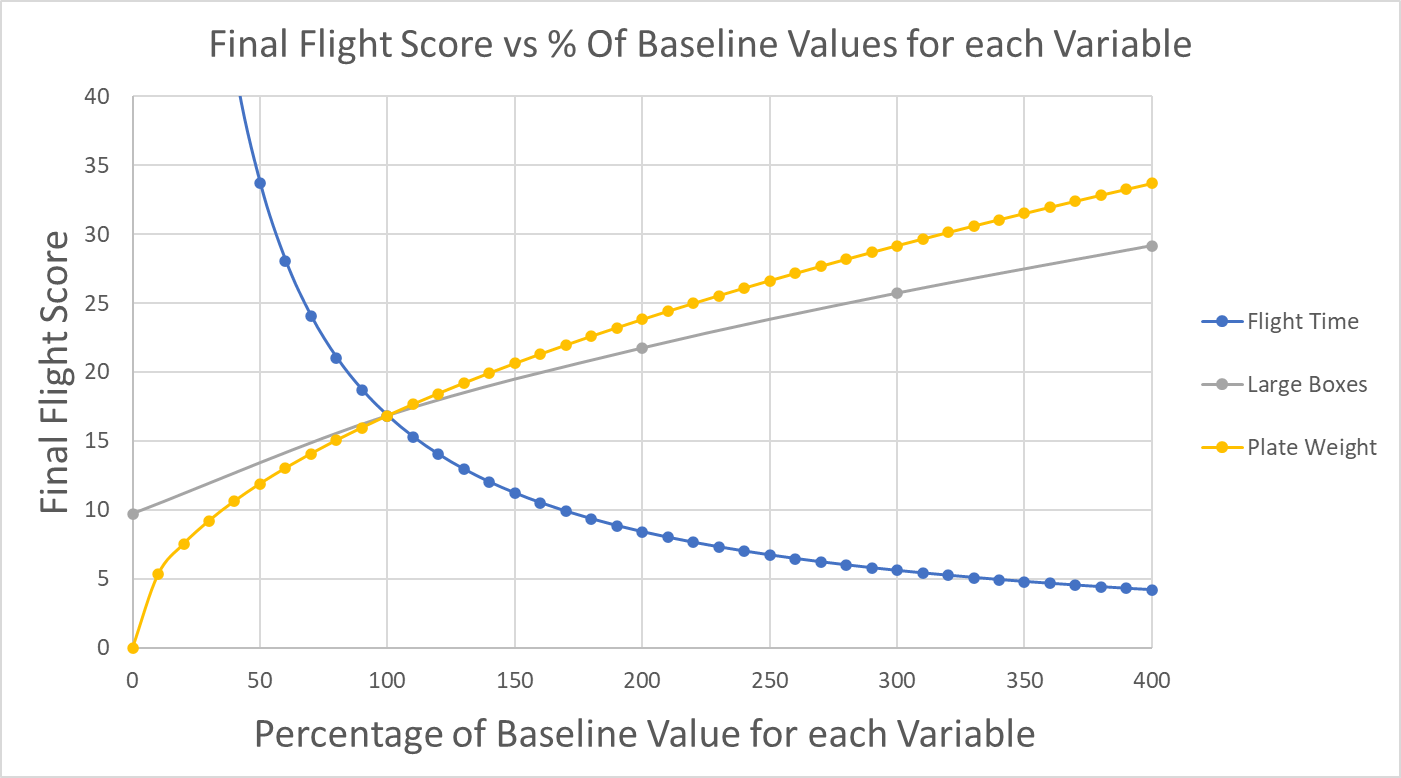 Final Flight Score vs % Of Baseline Values for each Variable
40
35
30
25
20
15
10
5
0
Final Flight Score
0 50 100 150 200 250 300 350 400
Percentage of Baseline Value for each Variable
Flight Time
Large Boxes
Plate Weight